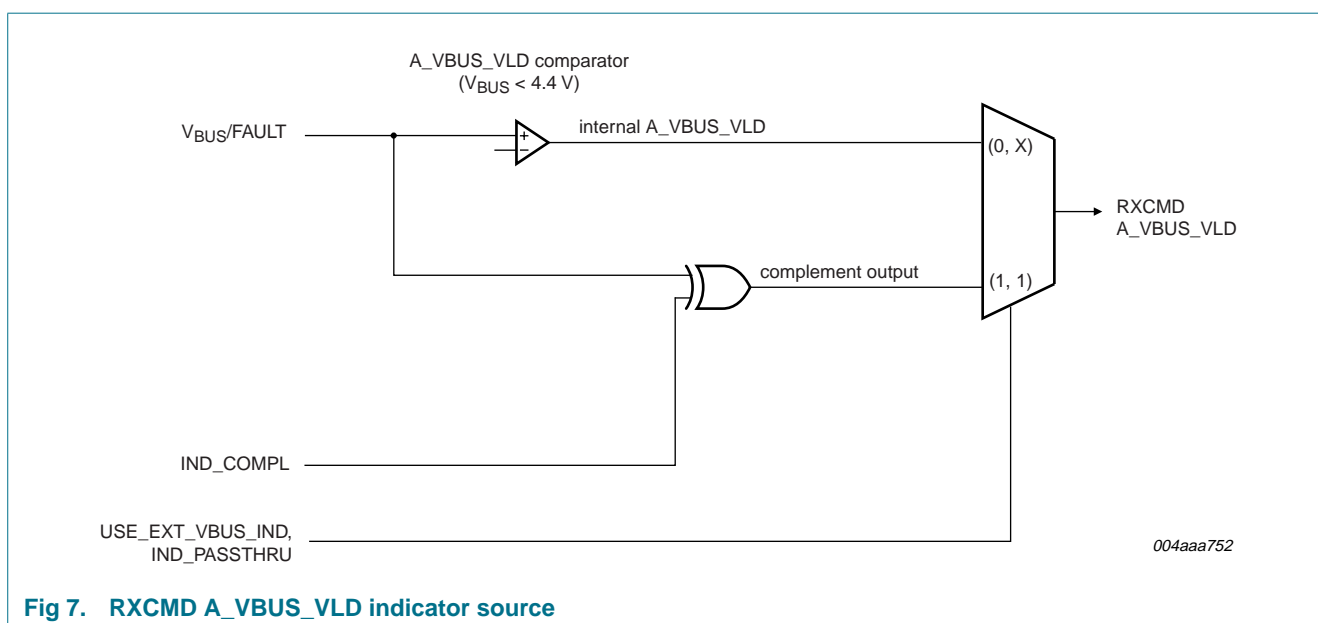 A_VBUS_VLD comparator
(VBUS < 4.4 V)
VBUS/FAULT
+
−
internal A_VBUS_VLD
(0, X)
RXCMD
A_VBUS_VLD
complement output
(1, 1)
IND_COMPL
USE_EXT_VBUS_IND,
IND_PASSTHRU
004aaa752
Fig 7. RXCMD A_VBUS_VLD indicator source